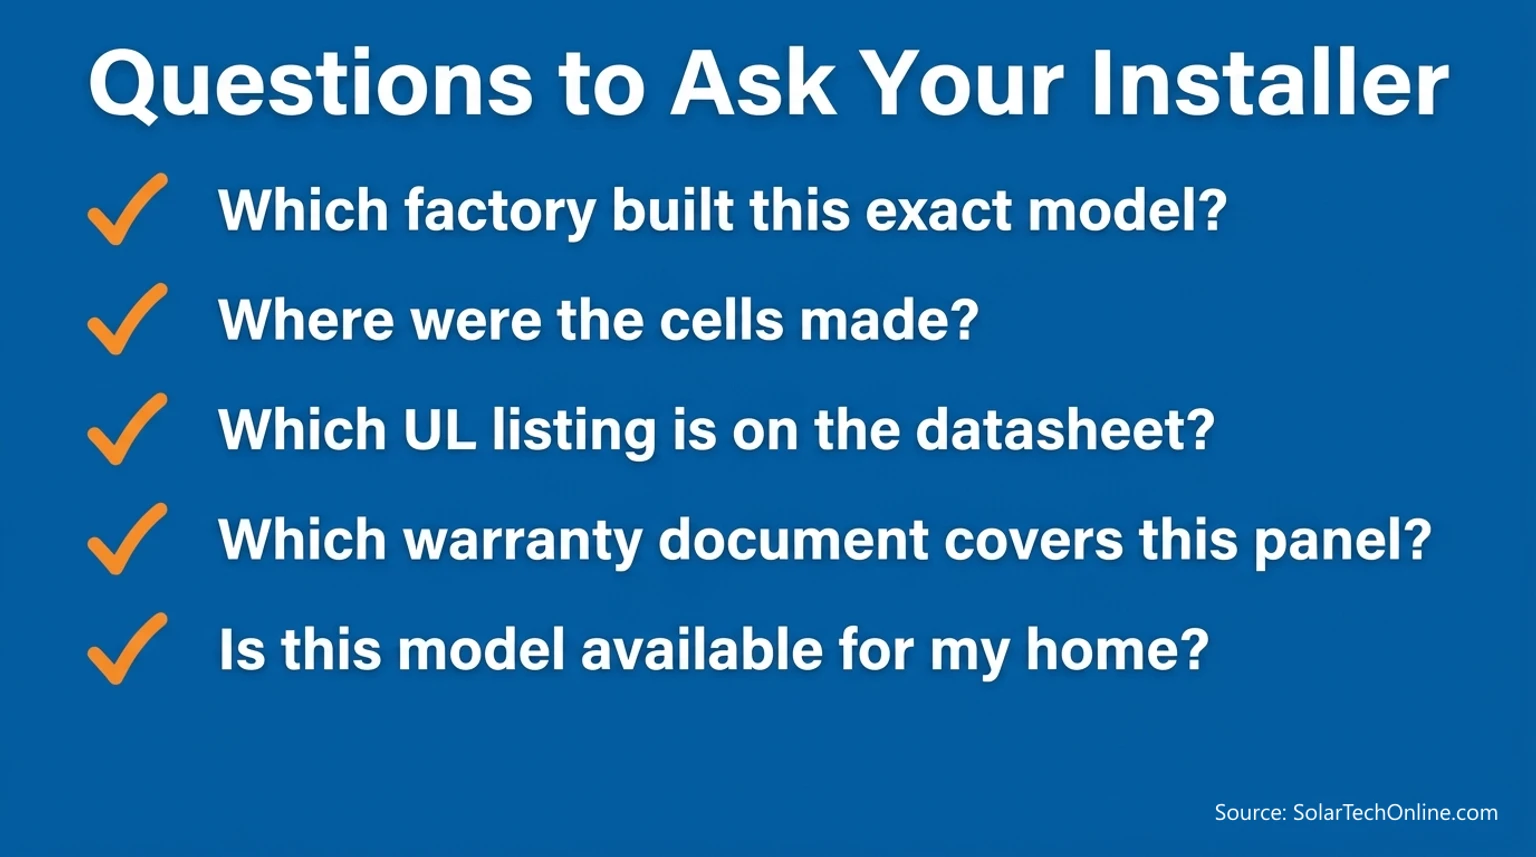 Questions to Ask Your Installer
Which factory built this exact model?
Where were the cells made?
Which UL listing is on the datasheet?
Which warranty document covers this panel?
Is this model available for my home?
Source: SolarTechOnline.com